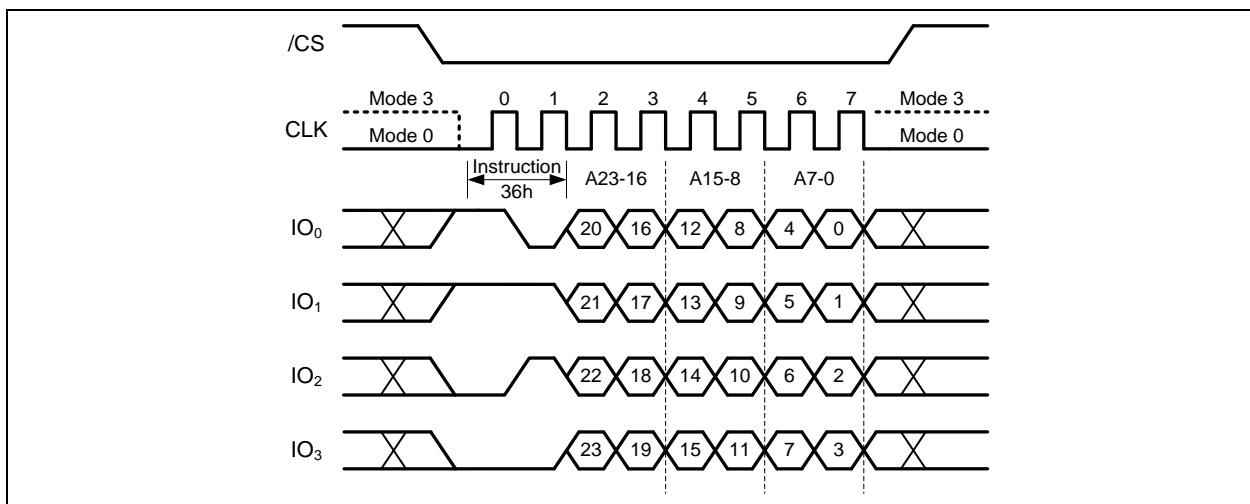 /CS
Mode 3 0 1 2 3 4 5 6 7 Mode 3
CLK Mode 0 Mode 0
Instruction
36h A23-16 A15-8 A7-0
IO₀ 20 16 12 8 4 0
IO₁ 21 17 13 9 5 1
IO₂ 22 18 14 10 6 2
IO₃ 23 19 15 11 7 3